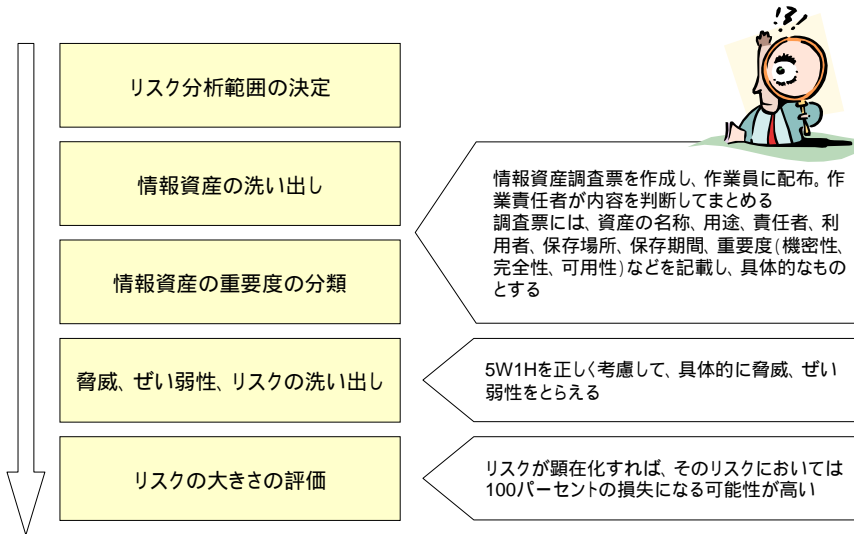 !?/
リスク分析範囲の決定
情報資産の洗い出し
情報資産調査票を作成し、作業員に配布。作
業責任者が内容を判断してまとめる
調査票には、資産の名称、用途、責任者、利
用者、保存場所、保存期間、重要度(機密性、
完全性、可用性)などを記載し、具体的なもの
とする
情報資産の重要度の分類
脅威、ぜい弱性、リスクの洗い出し
5W1Hを正しく考慮して、具体的に脅威、ぜい
弱性をとらえる
リスクの大きさの評価
リスクが顕在化すれば、そのリスクにおいては
100パーセントの損失になる可能性が高い